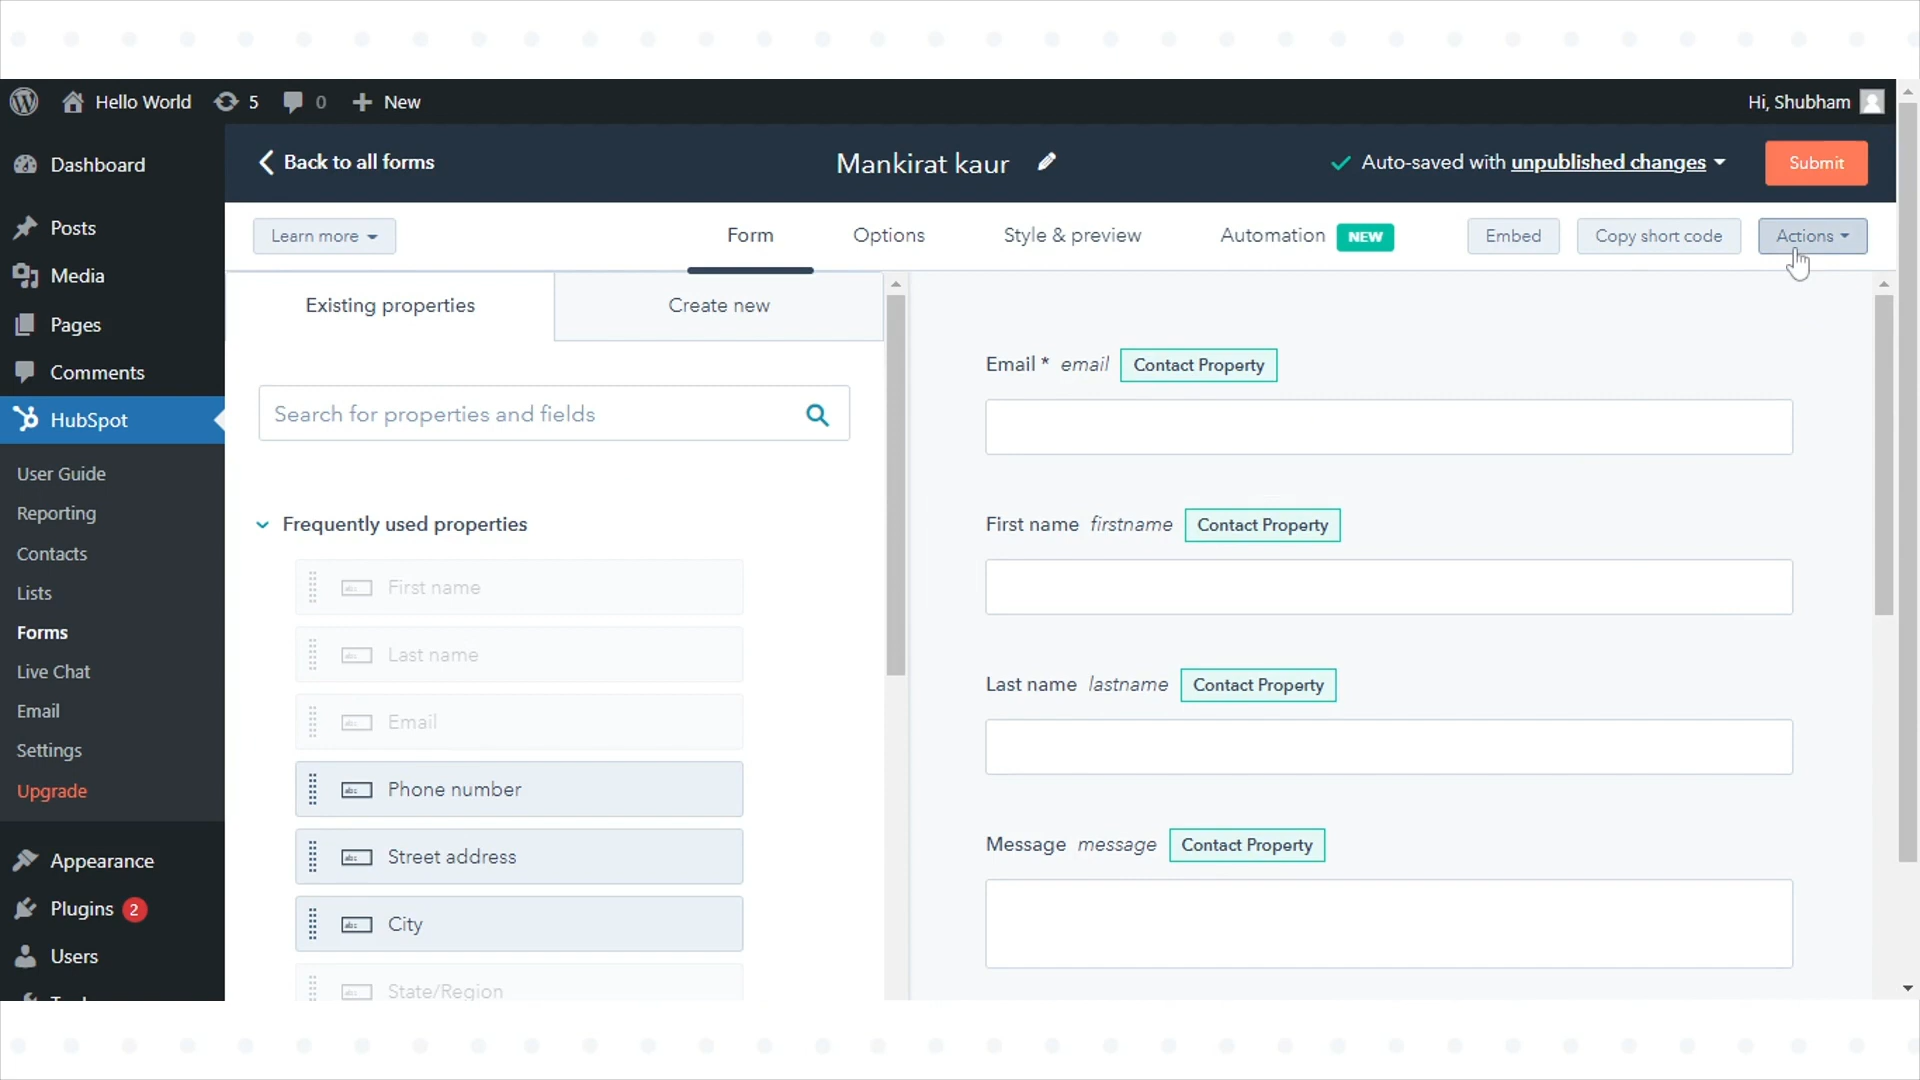 Hello World
5
0
New
Hi, Shubham
Back to all forms
Mankirat kaur
Auto-saved with unpublished changes
Submit
Dashboard
Posts
Media
Pages
Comments
HubSpot
User Guide
Reporting
Contacts
Lists
Forms
Live Chat
Email
Settings
Upgrade
Appearance
Plugins 2
Users
Learn more
Form
Options
Style & preview
Automation NEW
Embed
Copy short code
Actions
Existing properties
Create new
Search for properties and fields
Frequently used properties
First name
Last name
Email
Phone number
Street address
City
State/Region
Email * email Contact Property
First name firstname Contact Property
Last name lastname Contact Property
Message message Contact Property